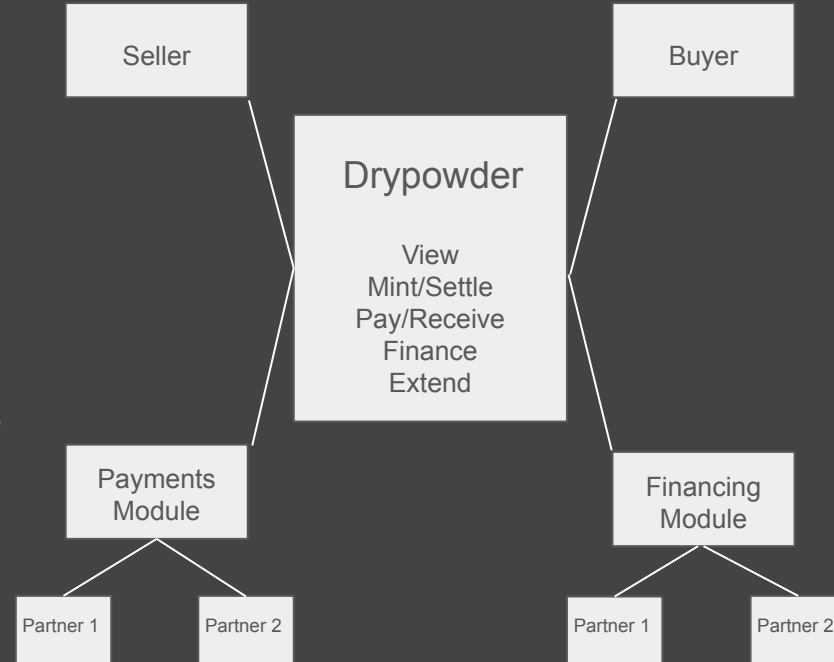 Seller
Buyer
Drypowder
View
Mint/Settle
Pay/Receive
Finance
Extend
Payments
Module
Financing
Module
Partner 1
Partner 2
Partner 1
Partner 2